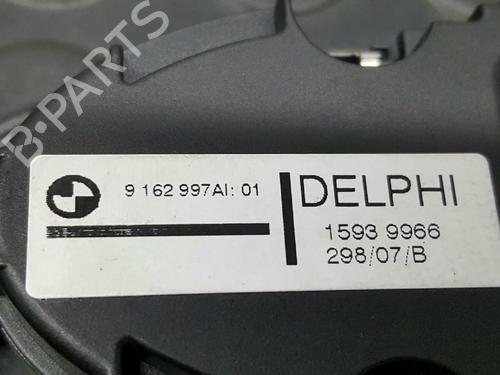 B-PARTS
9 162 997AI: 01
DELPHI
1593 9966
298/07/B